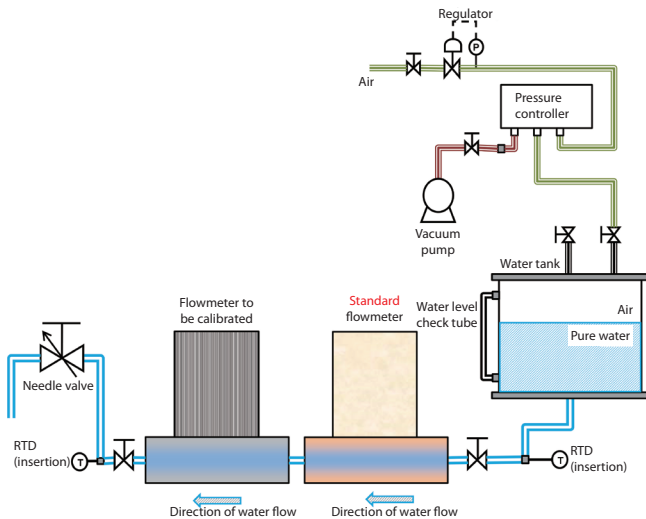 Regulator
P
Air
Pressure
controller
Vacuum
pump
Water tank
Flowmeter to
be calibrated
Standard
flowmeter
Water level
check tube
Air
Pure water
Needle valve
RTD
(insertion)
T
T
RTD
(insertion)
Direction of water flow
Direction of water flow